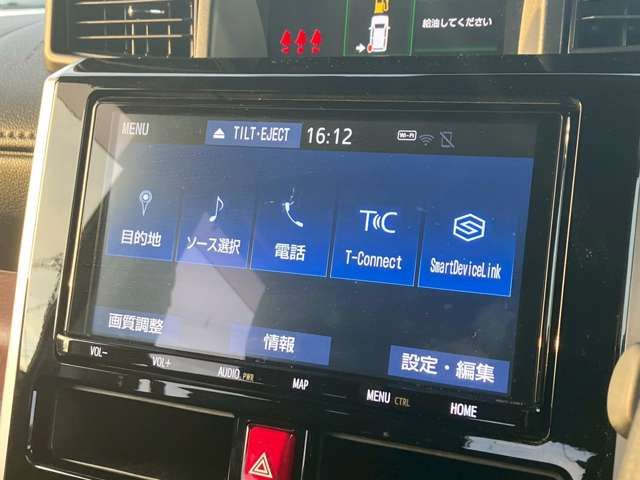 給油してください
MENU
TILT・EJECT
16:12
Wi-Fi
目的地
ソース選択
電話
T-Connect
SmartDeviceLink
画質調整
情報
設定・編集
VOL-
VOL+
AUDIO PWR
MAP
MENU CTRL
HOME